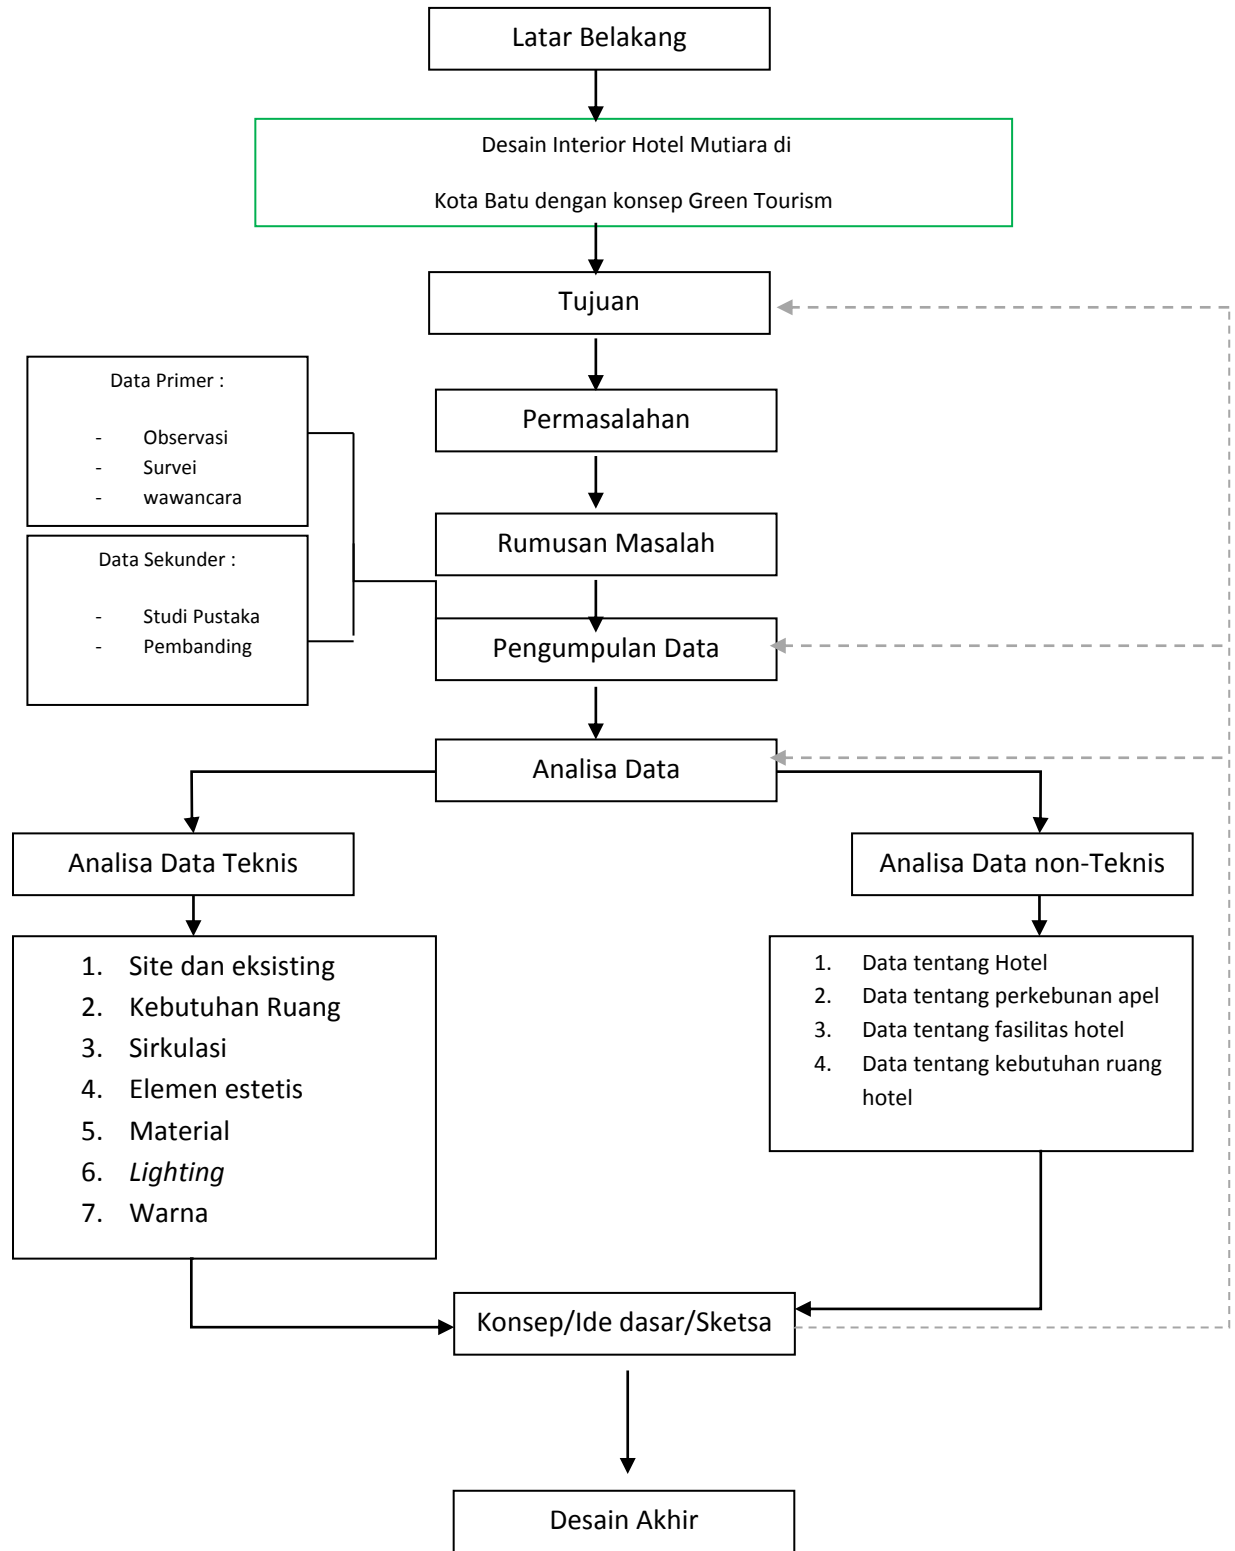 Latar Belakang
Desain Interior Hotel Mutiara di
Kota Batu dengan konsep Green Tourism
Tujuan
Data Primer :
- Observasi
- Survei
- wawancara
Permasalahan
Rumusan Masalah
Data Sekunder :
- Studi Pustaka
- Pembanding
Pengumpulan Data
Analisa Data
Analisa Data Teknis
Analisa Data non-Teknis
1. Site dan eksisting
2. Kebutuhan Ruang
3. Sirkulasi
4. Elemen estetis
5. Material
6. Lighting
7. Warna
1. Data tentang Hotel
2. Data tentang perkebunan apel
3. Data tentang fasilitas hotel
4. Data tentang kebutuhan ruang
hotel
Konsep/Ide dasar/Sketsa
Desain Akhir